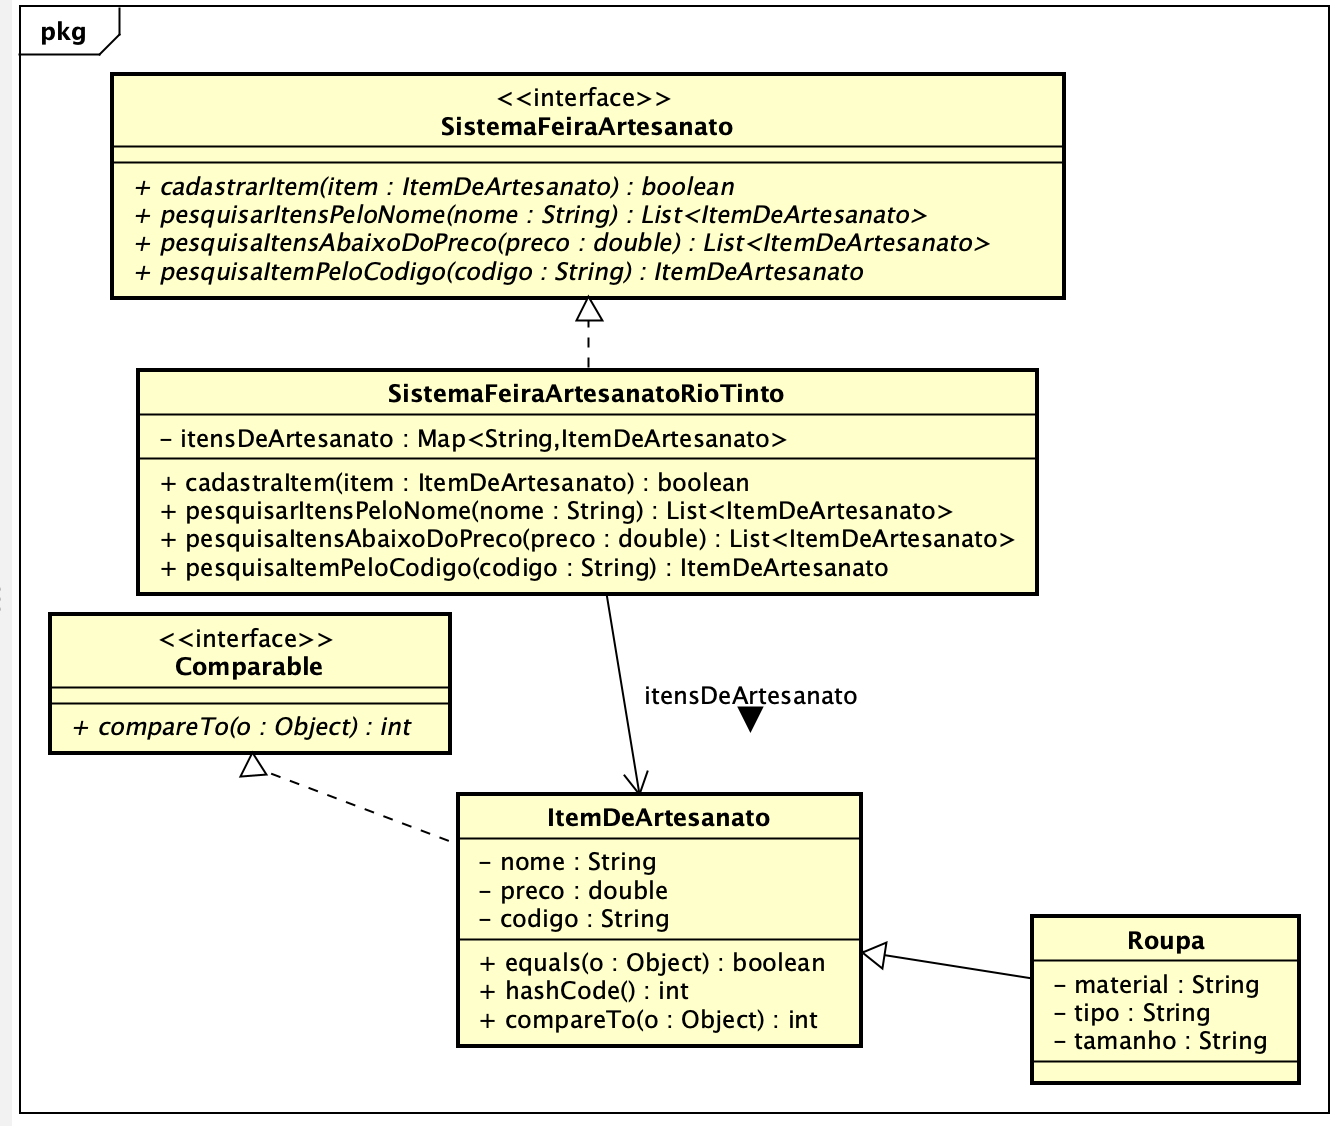 pkg
<<interface>>
SistemaFeiraArtesanato
+ cadastrarItem(item : ItemDeArtesanato) : boolean
+ pesquisarItensPeloNome(nome : String) : List<ItemDeArtesanato>
+ pesquisaItensAbaixoDoPreco(preco : double) : List<ItemDeArtesanato>
+ pesquisaItemPeloCodigo(codigo : String) : ItemDeArtesanato
SistemaFeiraArtesanatoRioTinto
- itensDeArtesanato : Map<String,ItemDeArtesanato>
+ cadastraItem(item : ItemDeArtesanato) : boolean
+ pesquisarItensPeloNome(nome : String) : List<ItemDeArtesanato>
+ pesquisaItensAbaixoDoPreco(preco : double) : List<ItemDeArtesanato>
+ pesquisaItemPeloCodigo(codigo : String) : ItemDeArtesanato
<<interface>>
Comparable
+ compareTo(o : Object) : int
itensDeArtesanato
ItemDeArtesanato
- nome : String
- preco : double
- codigo : String
+ equals(o : Object) : boolean
+ hashCode() : int
+ compareTo(o : Object) : int
Roupa
- material : String
- tipo : String
- tamanho : String